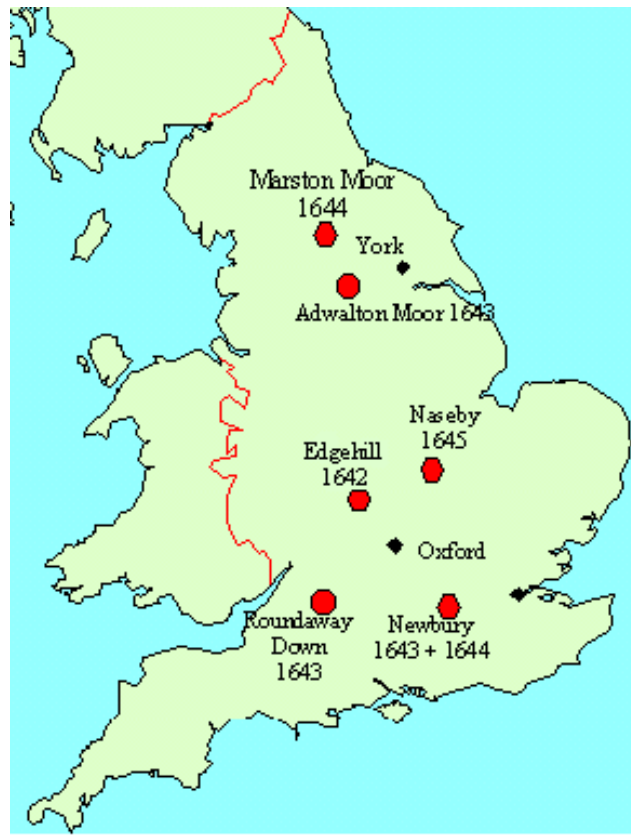 Marston Moor
1644
York
Adwalton Moor 1643
Naseby
1645
Edgehill
1642
Oxford
Roundaway
Down
1643
Newbury
1643 + 1644